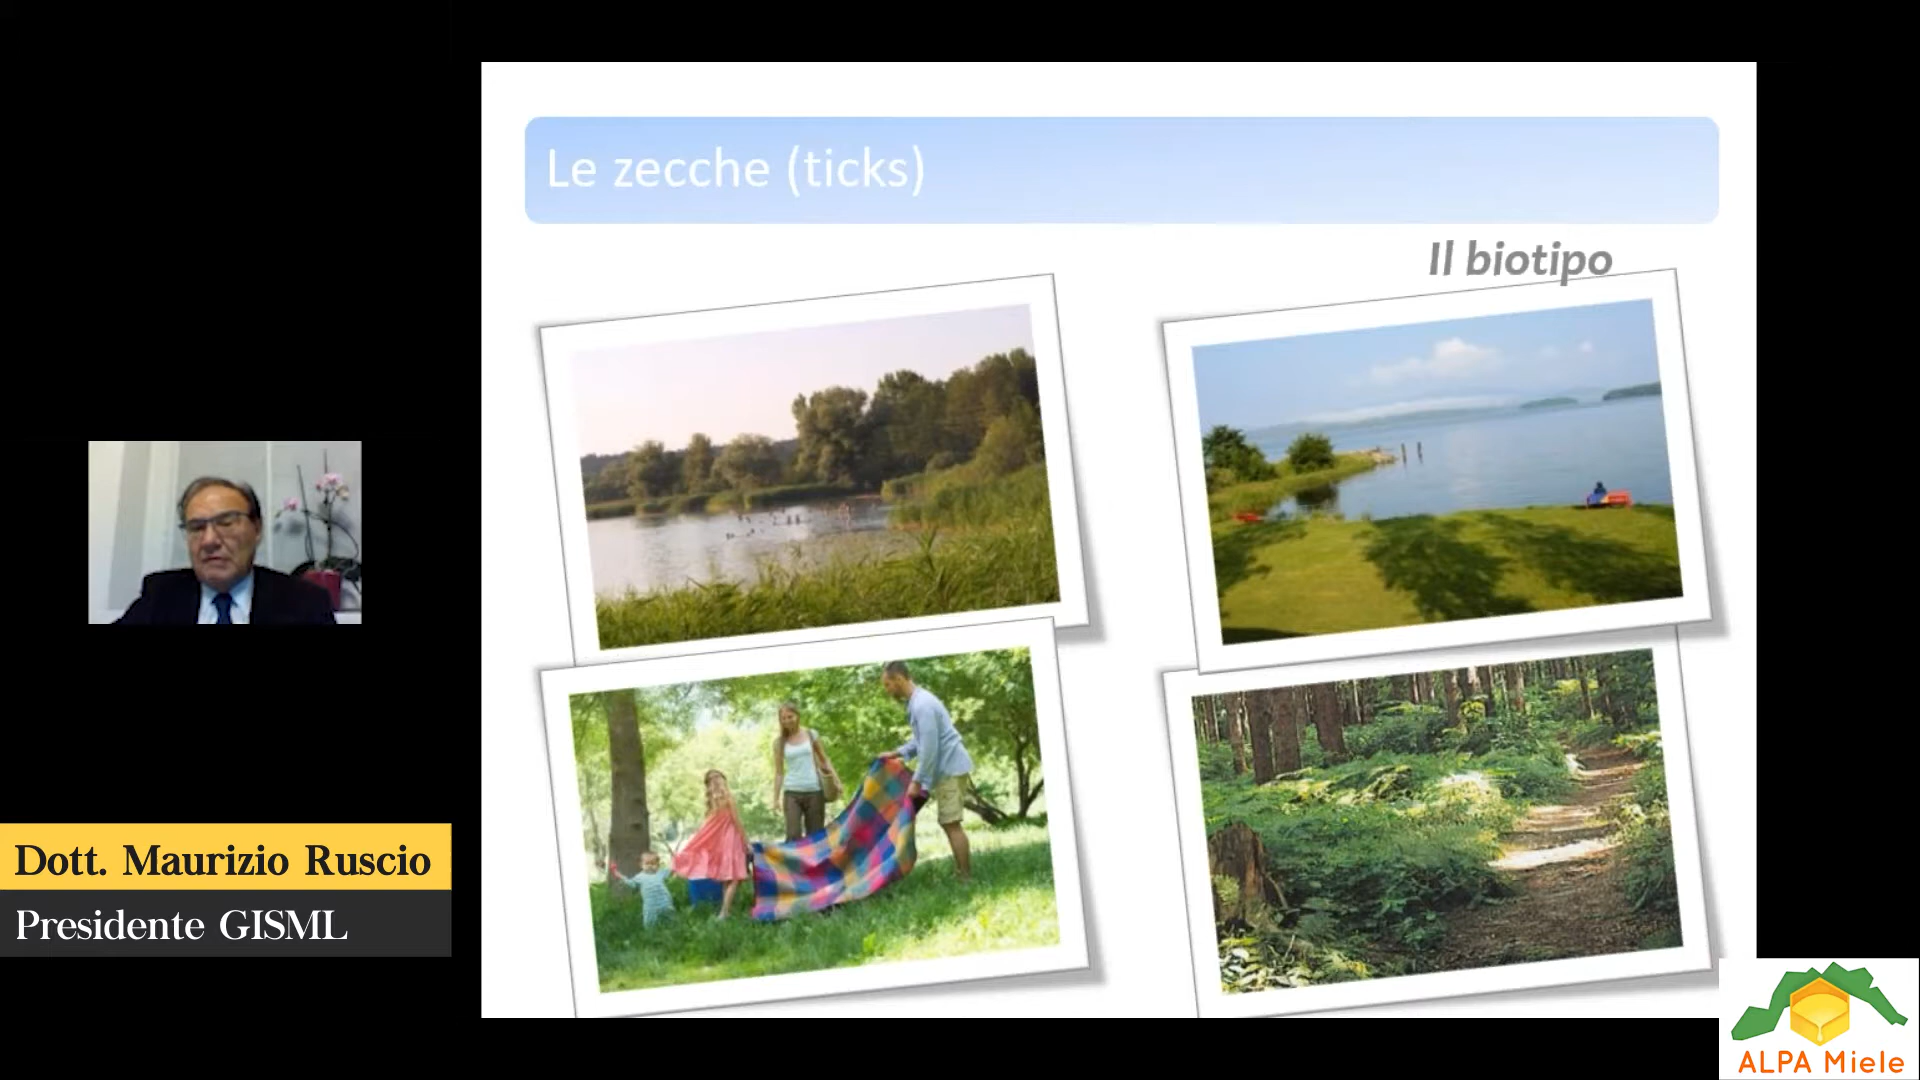 Le zecche (ticks)
Il biotipo
Dott. Maurizio Ruscio
Presidente GISML
ALPA Miele